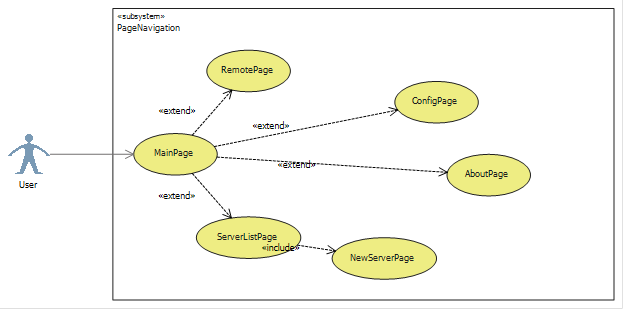 «subsystem»
PageNavigation
RemotePage
«extend»
ConfigPage
«extend»
MainPage
«extend»
AboutPage
User
«extend»
ServerListPage
«include»
NewServerPage